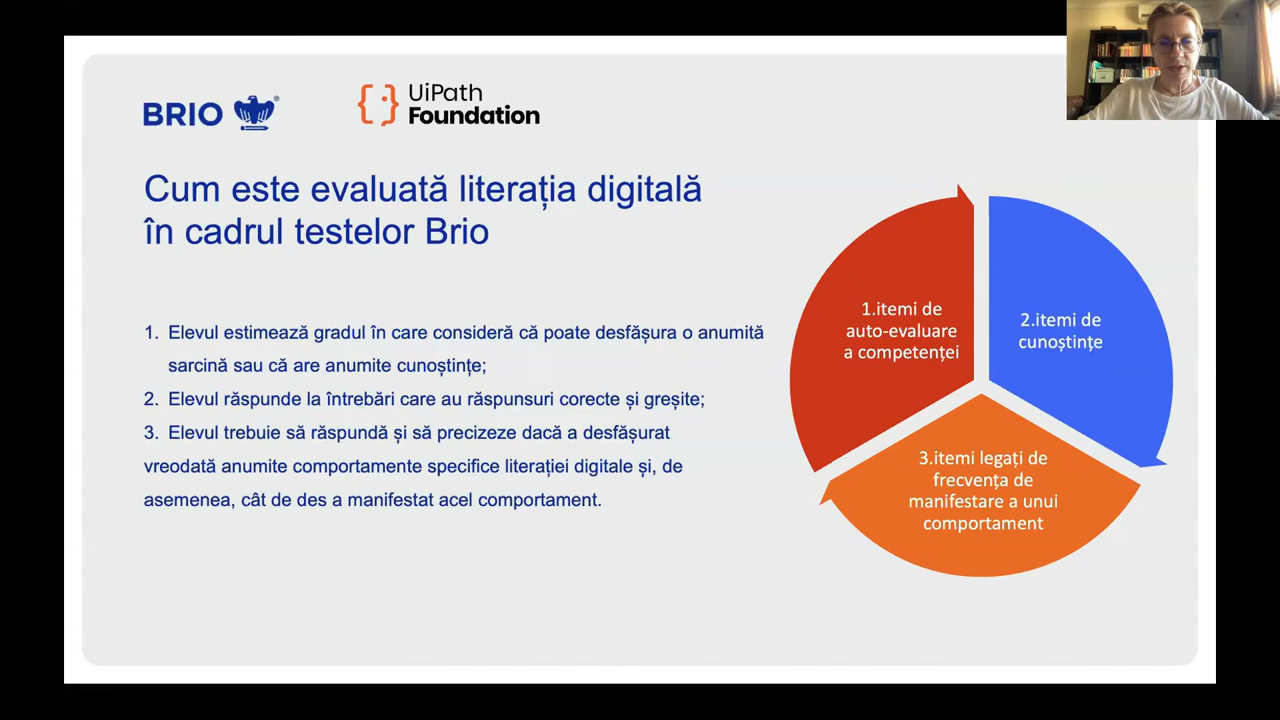 BRIO
UiPath
Foundation
Cum este evaluată literația digitală
în cadrul testelor Brio
1. Elevul estimează gradul în care consideră că poate desfășura o anumită
sarcină sau că are anumite cunoștințe;
2. Elevul răspunde la întrebări care au răspunsuri corecte și greșite;
3. Elevul trebuie să răspundă și să precizeze dacă a desfășurat
vreodată anumite comportamente specifice literației digitale și, de
asemenea, cât de des a manifestat acel comportament.
1.itemi de
auto-evaluare
a competenței
2.itemi de
cunoștințe
3.itemi legați de
frecvența de
manifestare a unui
comportament